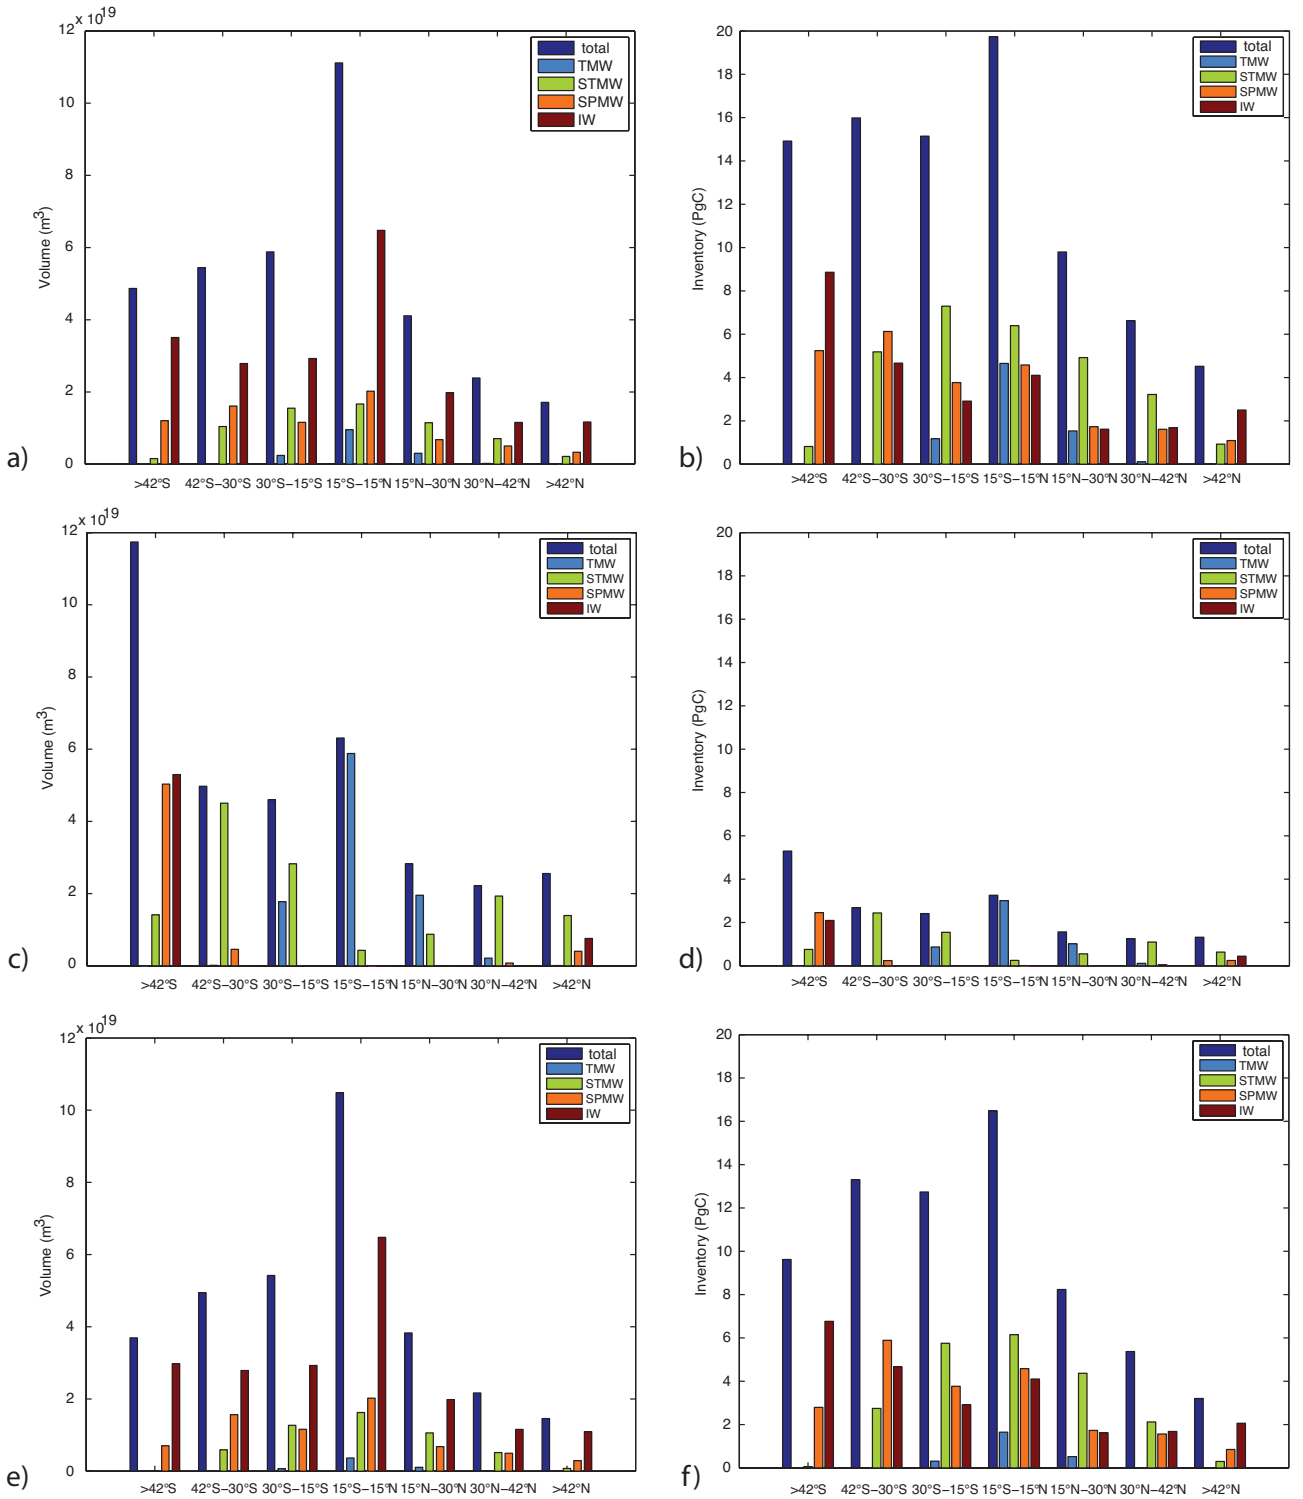 12 x 10^19
10
8
6
4
2
0
Volume (m^3)
total
TMW
STMW
SPMW
IW
>42°S 42°S–30°S 30°S–15°S 15°S–15°N 15°N–30°N 30°N–42°N >42°N
a)
20
18
16
14
12
10
8
6
4
2
0
Inventory (PgC)
total
TMW
STMW
SPMW
IW
>42°S 42°S–30°S 30°S–15°S 15°S–15°N 15°N–30°N 30°N–42°N >42°N
b)
12 x 10^19
10
8
6
4
2
0
Volume (m^3)
total
TMW
STMW
SPMW
IW
>42°S 42°S–30°S 30°S–15°S 15°S–15°N 15°N–30°N 30°N–42°N >42°N
c)
20
18
16
14
12
10
8
6
4
2
0
Inventory (PgC)
total
TMW
STMW
SPMW
IW
>42°S 42°S–30°S 30°S–15°S 15°S–15°N 15°N–30°N 30°N–42°N >42°N
d)
12 x 10^19
10
8
6
4
2
0
Volume (m^3)
total
TMW
STMW
SPMW
IW
>42°S 42°S–30°S 30°S–15°S 15°S–15°N 15°N–30°N 30°N–42°N >42°N
e)
20
18
16
14
12
10
8
6
4
2
0
Inventory (PgC)
total
TMW
STMW
SPMW
IW
>42°S 42°S–30°S 30°S–15°S 15°S–15°N 15°N–30°N 30°N–42°N >42°N
f)